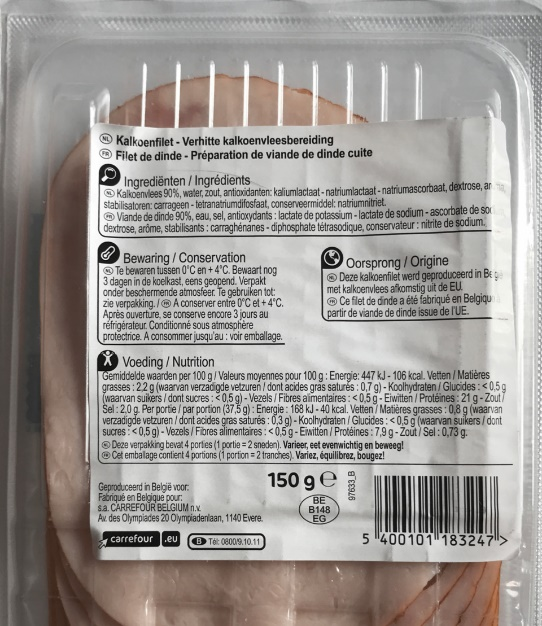 NL Kalkoenfilet - Verhitte kalkoenvleesbereiding
FR Filet de dinde - Préparation de viande de dinde cuite
Ingrediënten / Ingrédients
NL Kalkoenvlees 90%, water, zout, antioxidanten: kaliumlactaat - natriumlactaat - natriumascorbaat, dextrose,
stabilisatoren: carrageen - tetranatriumdifosfaat, conserveermiddel: natriumnitriet.
FR Viande de dinde 90%, eau, sel, antioxydants : lactate de potassium - lactate de sodium - ascorbate de
dextrose, arôme, stabilisants : carraghénanes - diphosphate tétrasodique, conservateur : nitrite de sodium.
Bewaring / Conservation
NL Te bewaren tussen 0°C en + 4°C. Bewaart nog
3 dagen in de koelkast, eens geopend. Verpakt
onder beschermende atmosfeer. Te gebruiken tot:
zie verpakking. / FR A conserver entre 0°C et + 4°C.
Après ouverture, se conserve encore 3 jours au
réfrigérateur. Conditionné sous atmosphère
protectrice. A consommer jusqu'au : voir emballage.
Oorsprong / Origine
NL Deze kalkoenfilet werd geproduceerd in
met kalkoenvlees afkomstig uit de EU.
FR Ce filet de dinde a été fabriqué en
partir de viande de dinde issue de l'UE.
Voeding / Nutrition
Gemiddelde waarden per 100 g / Valeurs moyennes pour 100 g : Energie: 447 kJ - 106 kcal. Vetten / Matières
grasses : 2,2 g (waarvan verzadigde vetzuren / dont acides gras saturés : 0,7 g) - Koolhydraten / Glucides : < 0,5 g
(waarvan suikers / dont sucres : < 0,5 g) - Vezels / Fibres alimentaires : < 0,5 g - Eiwitten / Protéines : 21 g - Zout /
Sel : 2,0 g. Per portie / par portion (37,5 g) : Energie : 168 kJ - 40 kcal. Vetten / Matières grasses : 0,8 g (waarvan
verzadigde vetzuren / dont acides gras saturés : 0,3 g) - Koolhydraten / Glucides : < 0,5 g (waarvan suikers / dont
sucres : < 0,5 g) - Vezels / Fibres alimentaires : < 0,5 g - Eiwitten / Protéines : 7,9 g - Zout / Sel : 0,73 g.
NL Deze verpakking bevat 4 porties (1 portie = 2 sneden). Varieer, eet evenwichtig en beweeg!
FR Cet emballage contient 4 portions (1 portion = 2 tranches). Variez, équilibrez, bougez!
150 g e
97633_B
Geproduceerd in België voor:
Fabriqué en Belgique pour:
s.a. CARREFOUR BELGIUM n.v.
Av. des Olympiades 20 Olympiadenlaan, 1140 Evere.
BE
B148
EG
carrefour .eu
B Tél: 0800/9.10.11
5 400101 183247 >